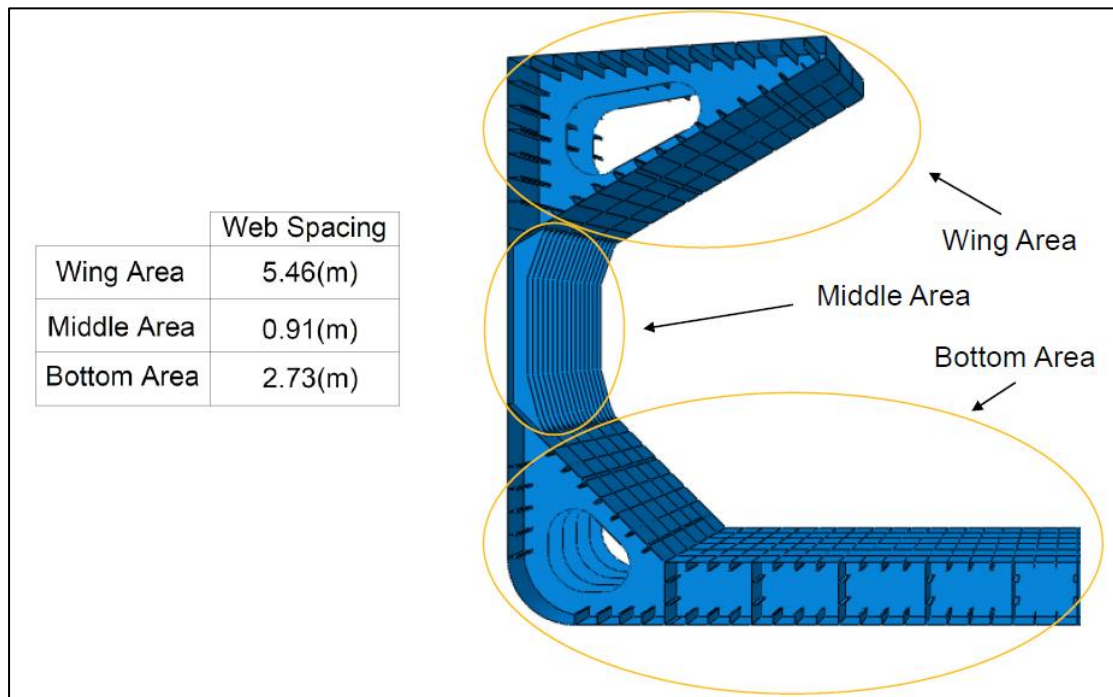 Web Spacing
Wing Area 5.46(m)
Middle Area 0.91(m)
Bottom Area 2.73(m)
Wing Area
Middle Area
Bottom Area